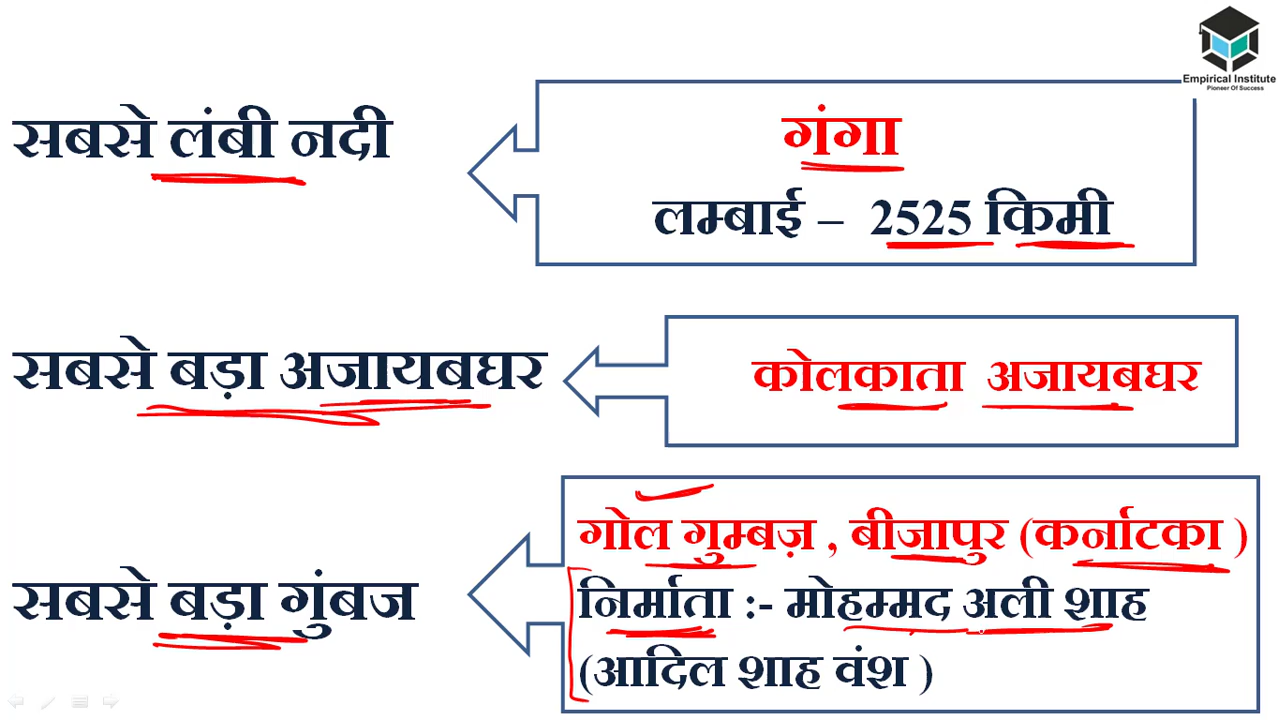 Empirical Institute
Pioneer Of Success
सबसे लंबी नदी
गंगा
लम्बाई – 2525 किमी
सबसे बड़ा अजायबघर
कोलकाता अजायबघर
सबसे बड़ा गुंबज
गोल गुम्बज़ , बीजापुर (कर्नाटका )
निर्माता :- मोहम्मद अली शाह
(आदिल शाह वंश )